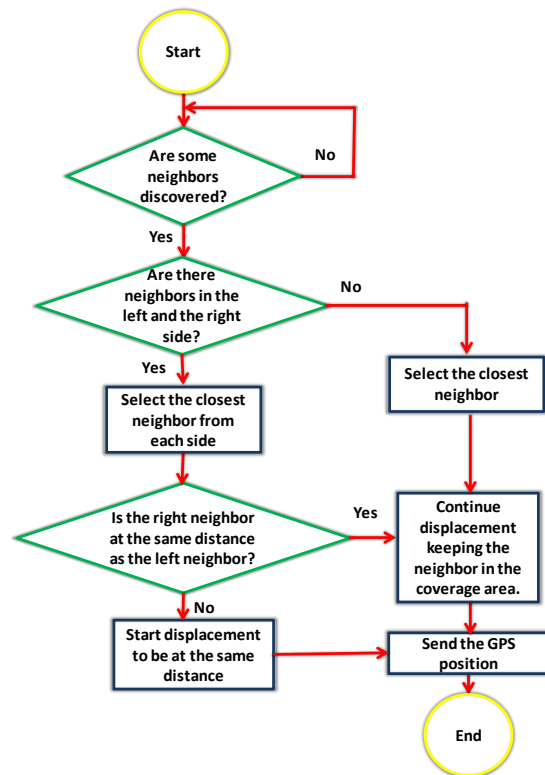 Start
Are some
neighbors
discovered?
No
Yes
Are there
neighbors in the
left and the right
side?
No
Yes
Select the closest
neighbor from
each side
Select the closest
neighbor
Is the right neighbor
at the same distance
as the left neighbor?
Yes
Continue
displacement
keeping the
neighbor in the
coverage area.
No
Start displacement
to be at the same
distance
Send the GPS
position
End